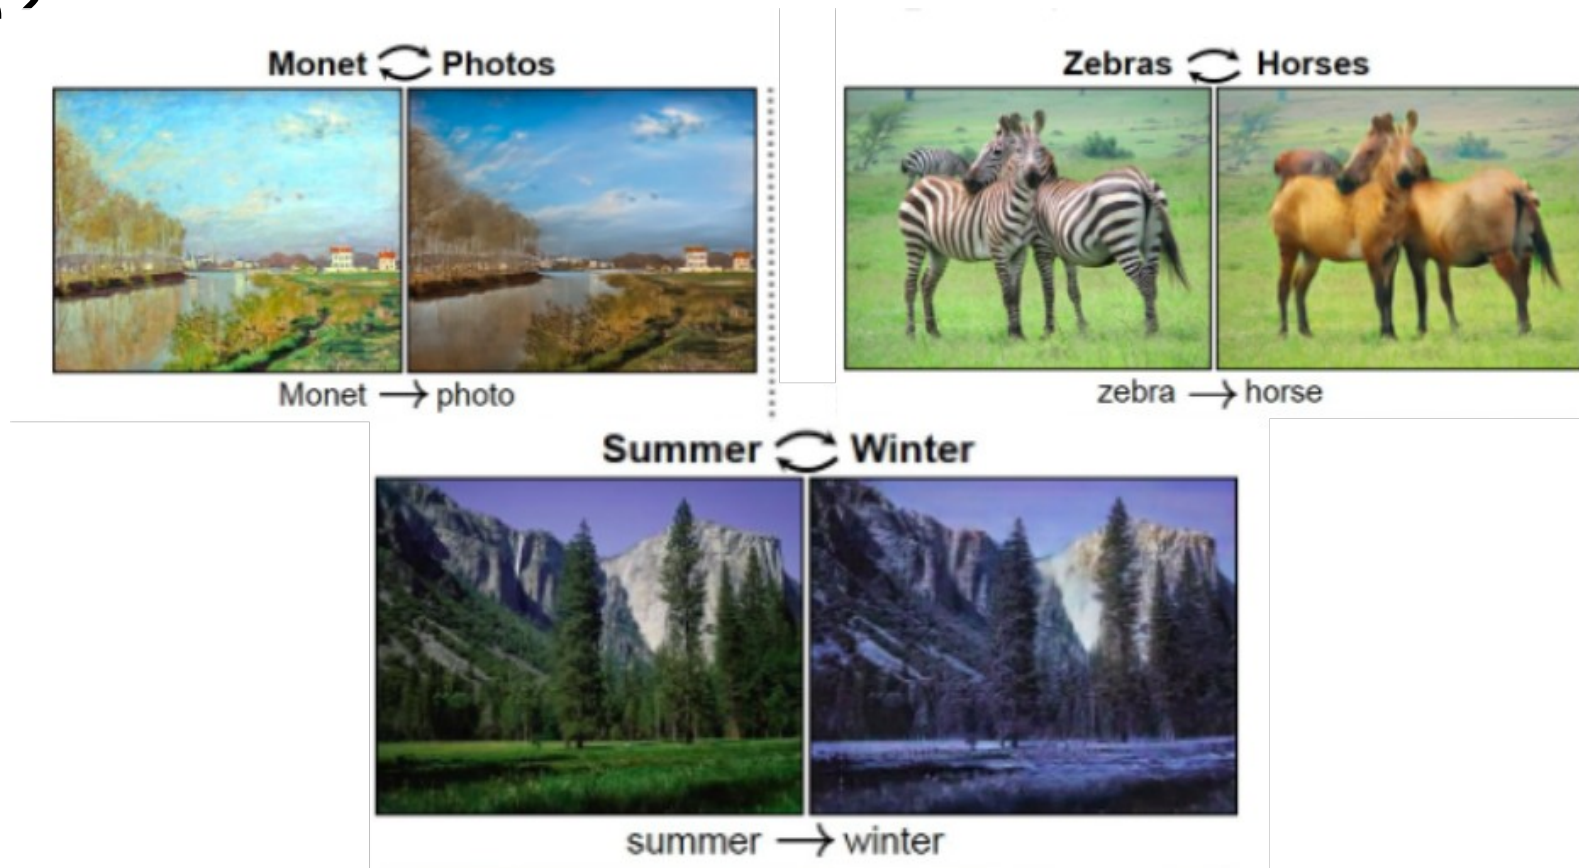 Monet Photos
Monet → photo
Zebras Horses
zebra → horse
Summer Winter
summer → winter